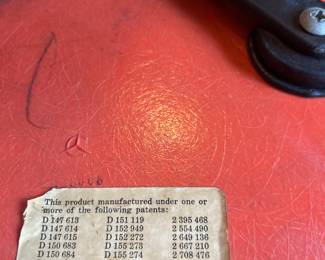 This product manufactured under one or
more of the following patents:
D 147 613 D 151 119 2 395 468
D 147 614 D 152 949 2 554 490
D 147 615 D 152 272 2 649 136
D 150 683 D 155 273 2 667 210
D 150 684 D 155 274 2 708 476